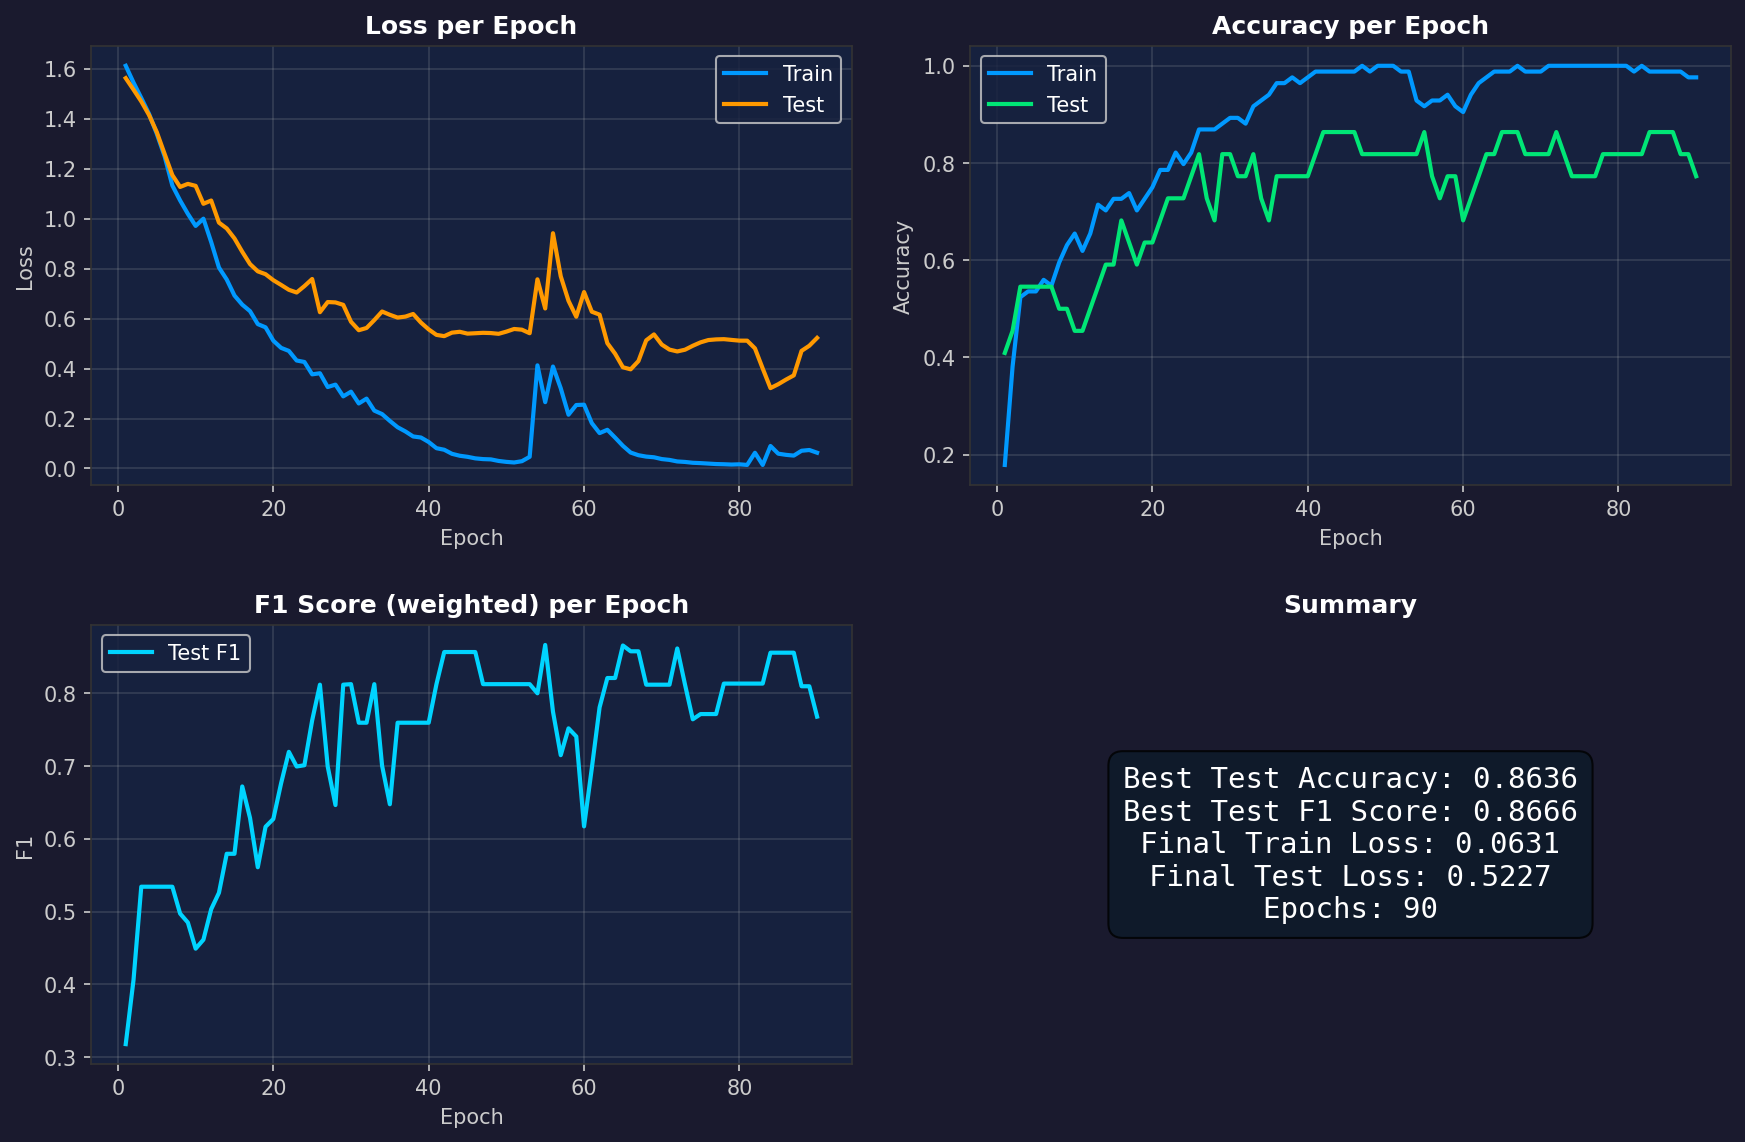 Loss per Epoch
1.6
1.4
1.2
1.0
0.8
0.6
0.4
0.2
0.0
Loss
Train
Test
0 20 40 60 80
Epoch
Accuracy per Epoch
1.0
0.8
0.6
0.4
0.2
Accuracy
Train
Test
0 20 40 60 80
Epoch
F1 Score (weighted) per Epoch
0.8
0.7
0.6
0.5
0.4
0.3
F1
Test F1
0 20 40 60 80
Epoch
Summary
Best Test Accuracy: 0.8636
Best Test F1 Score: 0.8666
Final Train Loss: 0.0631
Final Test Loss: 0.5227
Epochs: 90